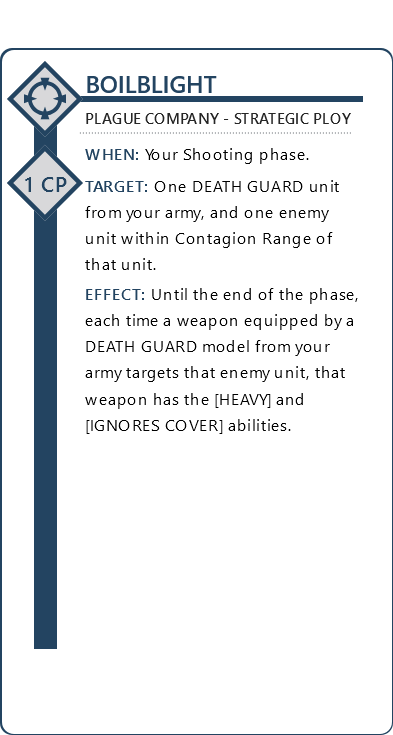 BOILBLIGHT
PLAGUE COMPANY - STRATEGIC PLOY
WHEN: Your Shooting phase.
1 CP
TARGET: One DEATH GUARD unit
from your army, and one enemy
unit within Contagion Range of
that unit.
EFFECT: Until the end of the phase,
each time a weapon equipped by a
DEATH GUARD model from your
army targets that enemy unit, that
weapon has the [HEAVY] and
[IGNORES COVER] abilities.